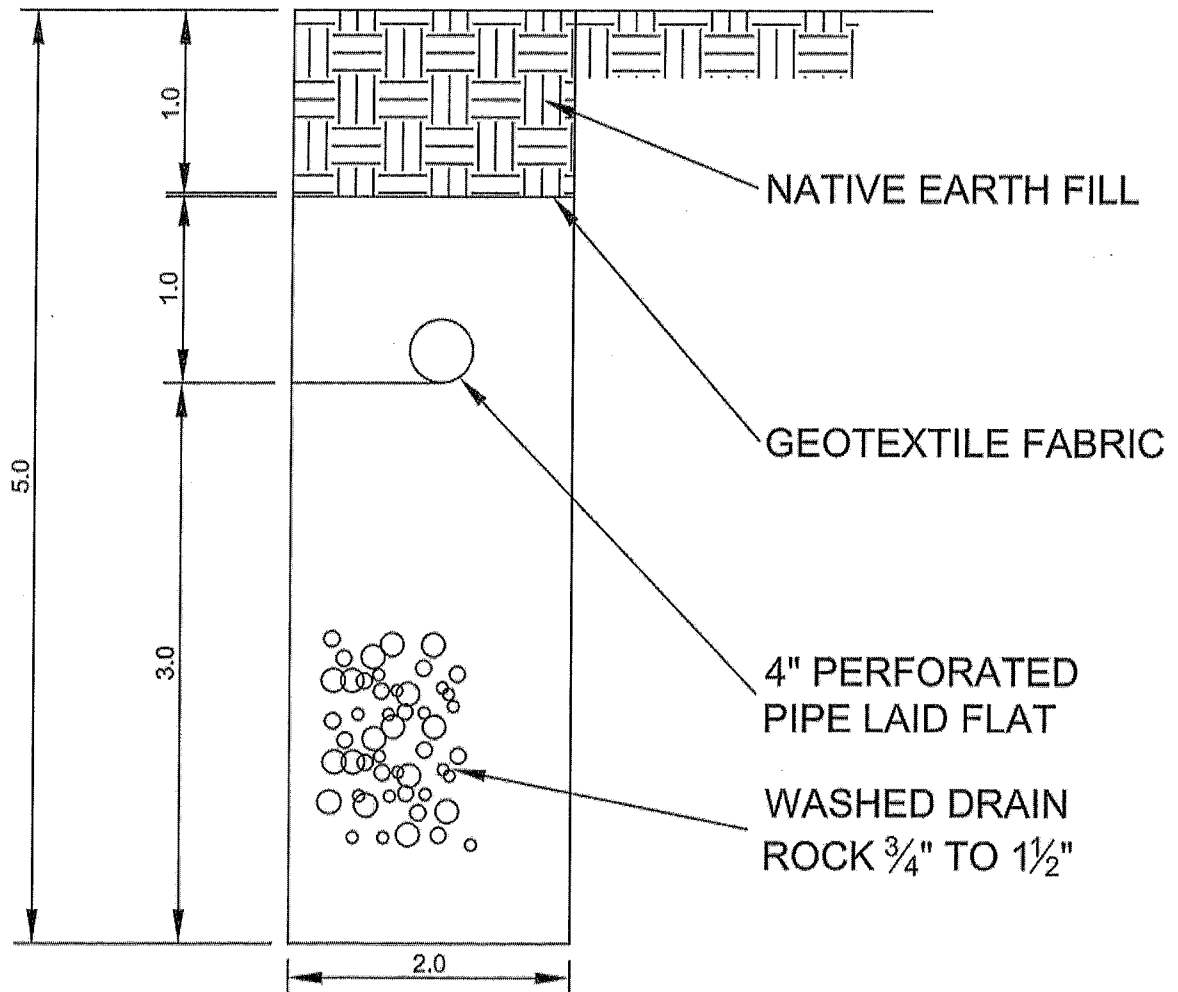 1.0
NATIVE EARTH FILL
1.0
GEOTEXTILE FABRIC
5.0
3.0
4" PERFORATED
PIPE LAID FLAT
WASHED DRAIN
ROCK ¾" TO 1½"
2.0